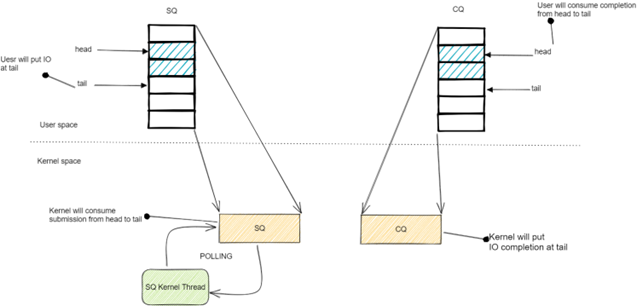 SQ
CQ
User will consume completion
from head to tail
Uesr will put IO
at tail
head
tail
head
tail
User space
Kernel space
Kernel will consume
submission from head to tail
SQ
CQ
Kernel will put
IO completion at tail
POLLING
SQ Kernel Thread